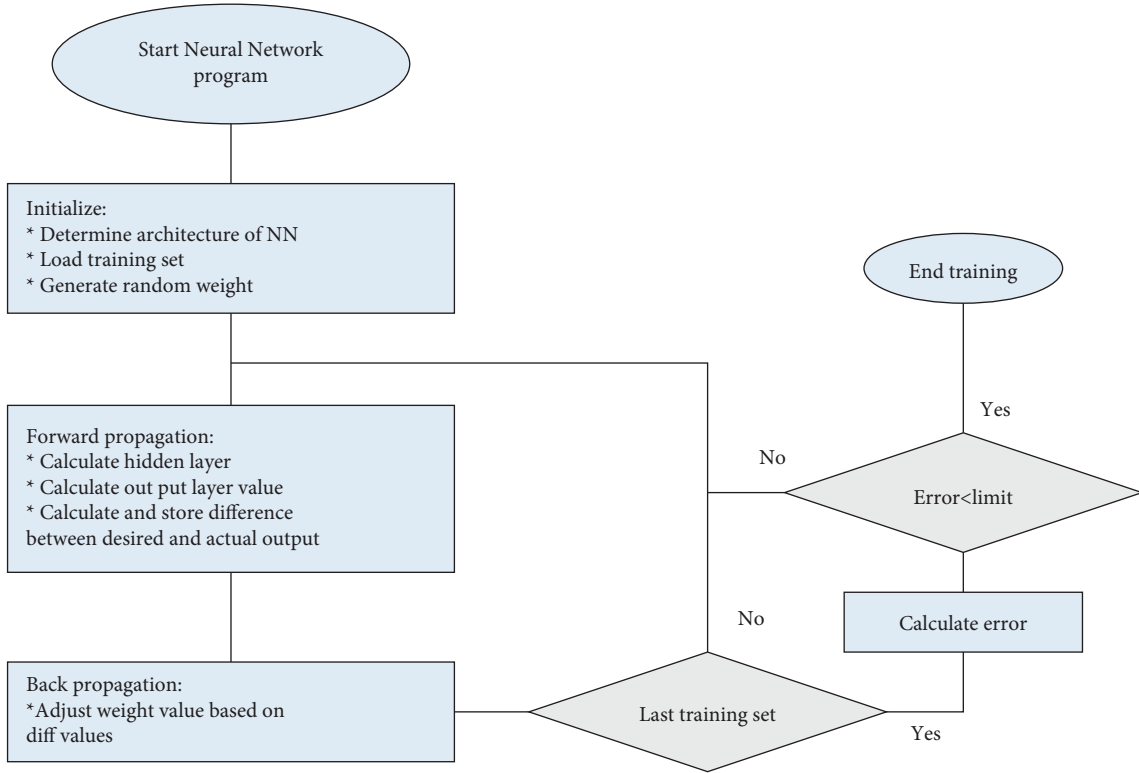 Start Neural Network
program
Initialize:
* Determine architecture of NN
* Load training set
* Generate random weight
Forward propagation:
* Calculate hidden layer
* Calculate out put layer value
* Calculate and store difference
between desired and actual output
Back propagation:
*Adjust weight value based on
diff values
Last training set
No
Yes
Calculate error
Error<limit
No
Yes
End training